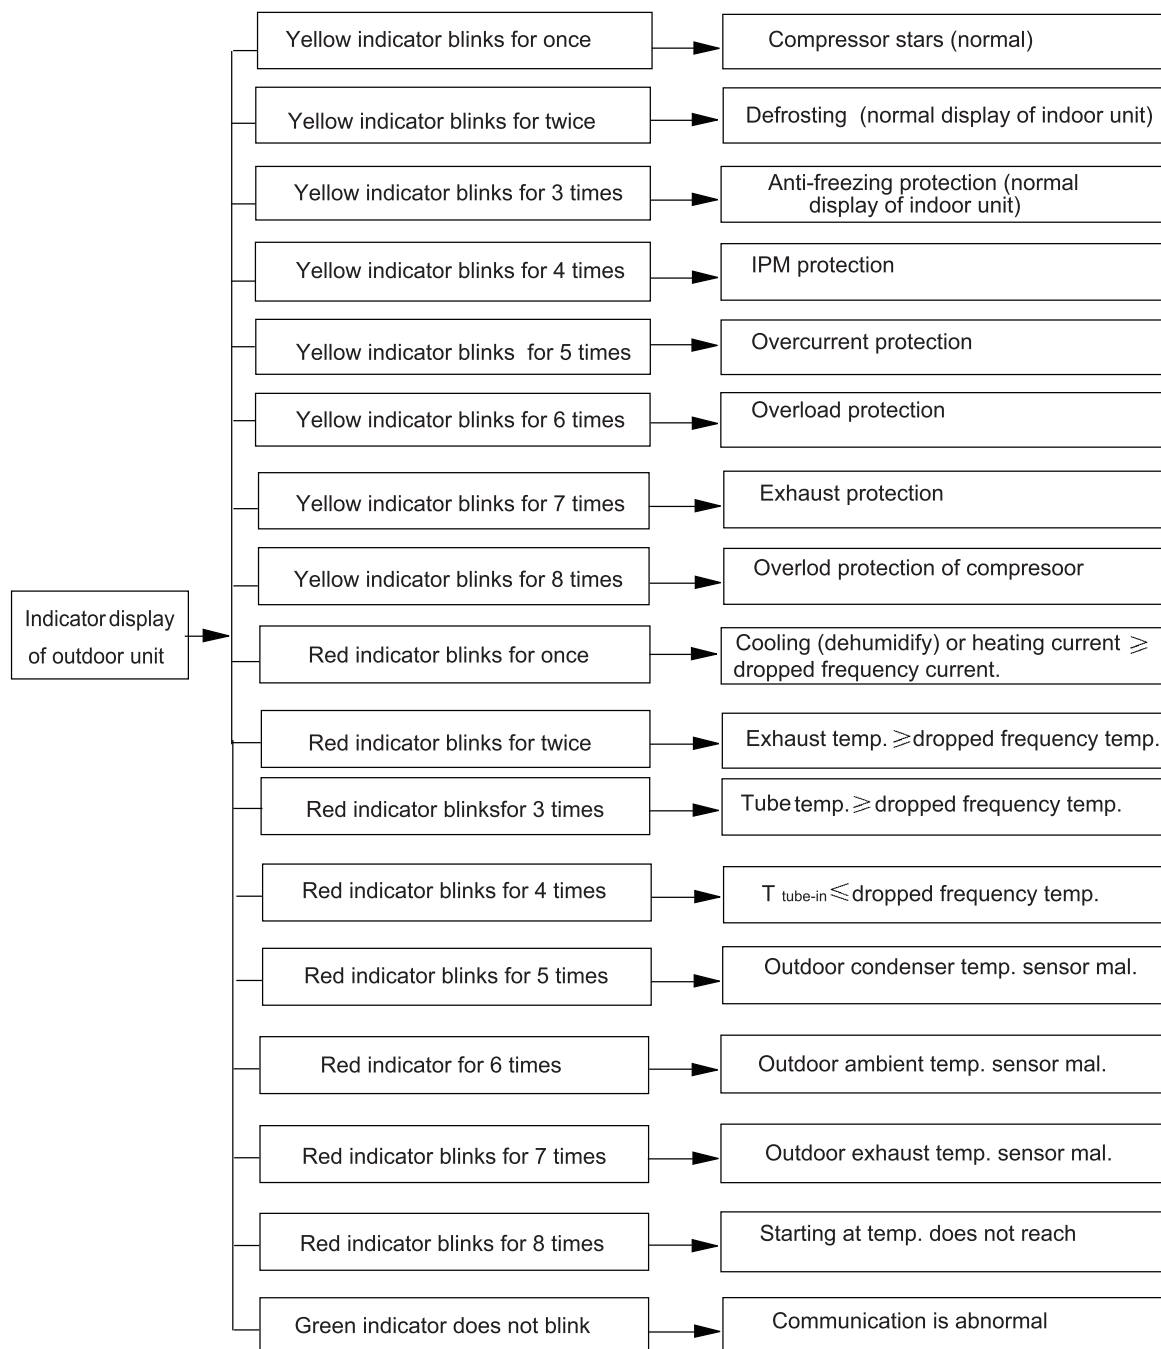 Yellow indicator blinks for once
Compressor stars (normal)
Yellow indicator blinks for twice
Defrosting (normal display of indoor unit)
Yellow indicator blinks for 3 times
Anti-freezing protection (normal
display of indoor unit)
Yellow indicator blinks for 4 times
IPM protection
Yellow indicator blinks for 5 times
Overcurrent protection
Yellow indicator blinks for 6 times
Overload protection
Yellow indicator blinks for 7 times
Exhaust protection
Yellow indicator blinks for 8 times
Overlod protection of compresoor
Indicator display
of outdoor unit
Red indicator blinks for once
Cooling (dehumidify) or heating current ⩾
dropped frequency current.
Red indicator blinks for twice
Exhaust temp. ⩾dropped frequency temp.
Red indicator blinksfor 3 times
Tube temp. ⩾dropped frequency temp.
Red indicator blinks for 4 times
T tube-in ⩽dropped frequency temp.
Red indicator blinks for 5 times
Outdoor condenser temp. sensor mal.
Red indicator for 6 times
Outdoor ambient temp. sensor mal.
Red indicator blinks for 7 times
Outdoor exhaust temp. sensor mal.
Red indicator blinks for 8 times
Starting at temp. does not reach
Green indicator does not blink
Communication is abnormal